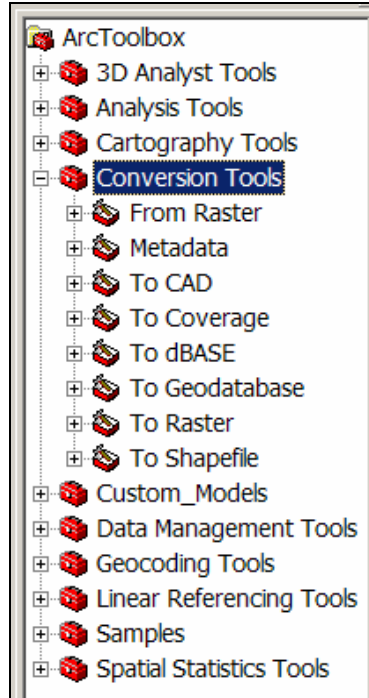 ArcToolbox
3D Analyst Tools
Analysis Tools
Cartography Tools
Conversion Tools
From Raster
Metadata
To CAD
To Coverage
To dBASE
To Geodatabase
To Raster
To Shapefile
Custom_Models
Data Management Tools
Geocoding Tools
Linear Referencing Tools
Samples
Spatial Statistics Tools